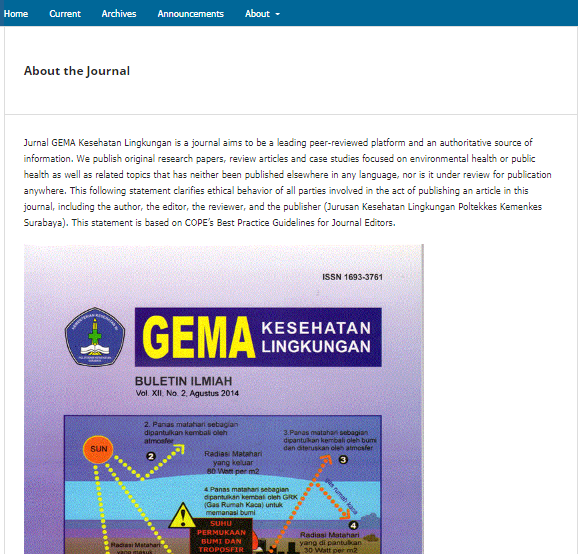 Home Current Archives Announcements About
About the Journal
Jurnal GEMA Kesehatan Lingkungan is a journal aims to be a leading peer-reviewed platform and an authoritative source of
information. We publish original research papers, review articles and case studies focused on environmental health or public
health as well as related topics that has neither been published elsewhere in any language, nor is it under review for publication
anywhere. This following statement clarifies ethical behavior of all parties involved in the act of publishing an article in this
journal, including the author, the editor, the reviewer, and the publisher (Jurusan Kesehatan Lingkungan Poltekkes Kemenkes
Surabaya). This statement is based on COPE's Best Practice Guidelines for Journal Editors.
ISSN 1693-3761
GEMA KESEHATAN
LINGKUNGAN
BULETIN ILMIAH
Vol. XII, No. 2, Agustus 2014
2. Panas matahari sebagian
dipantulkan kembali oleh
atmosfer
2
SUN
3.Panas matahari sebagian
dipantulkan kembali oleh bumi
dan diteruskan oleh atmosfer
3
Radiasi Matahari
yang keluar
60 Watt per m2
4.Panas matahari sebagian
dipantulkan kembali oleh GRK
(Gas Rumah Kaca) untuk
memanasi bumi
Gas rumah kaca
4
SUHU
PERMUKAAN
BUMI DAN
TROPOSFIR
Radiasi Matahari
yang di pantulkan
30 Watt per m2
Radiasi Matahari
yang masuk